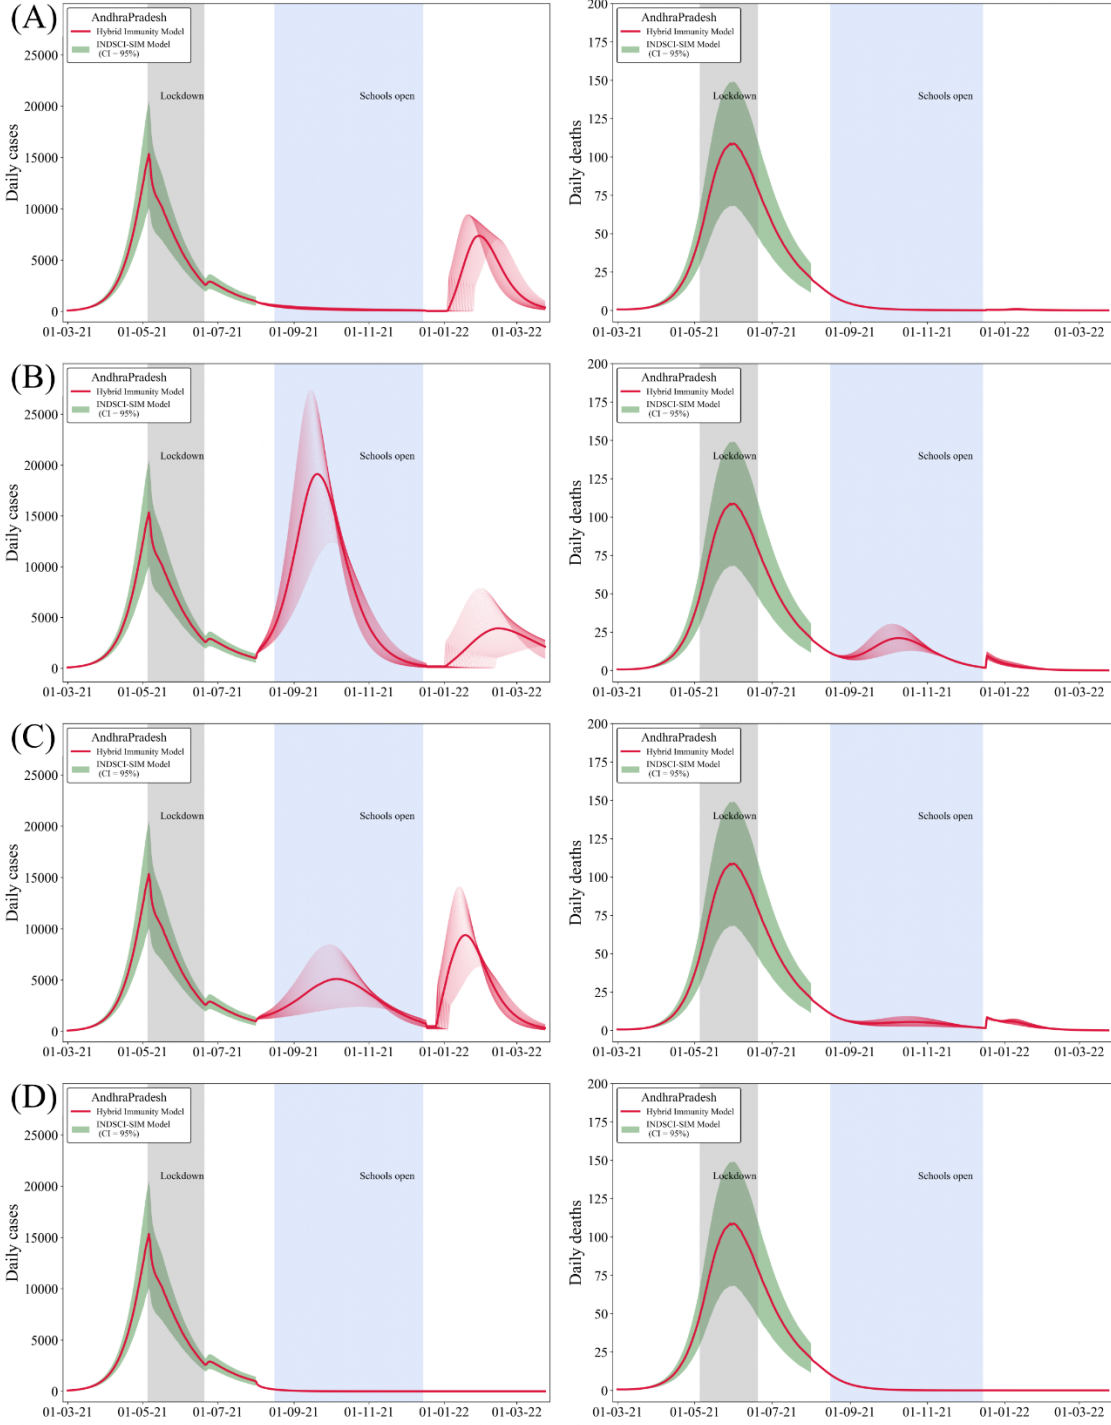 (A)
AndhraPradesh
Hybrid Immunity Model
INDSCI-SIM Model
(CI = 95%)
Lockdown
Schools open
Daily cases
25000
20000
15000
10000
5000
0
01-03-21 01-05-21 01-07-21 01-09-21 01-11-21 01-01-22 01-03-22
AndhraPradesh
Hybrid Immunity Model
INDSCI-SIM Model
(CI = 95%)
Lockdown
Schools open
Daily deaths
200
175
150
125
100
75
50
25
0
01-03-21 01-05-21 01-07-21 01-09-21 01-11-21 01-01-22 01-03-22
(B)
AndhraPradesh
Hybrid Immunity Model
INDSCI-SIM Model
(CI = 95%)
Lockdown
Schools open
Daily cases
25000
20000
15000
10000
5000
0
01-03-21 01-05-21 01-07-21 01-09-21 01-11-21 01-01-22 01-03-22
AndhraPradesh
Hybrid Immunity Model
INDSCI-SIM Model
(CI = 95%)
Lockdown
Schools open
Daily deaths
200
175
150
125
100
75
50
25
0
01-03-21 01-05-21 01-07-21 01-09-21 01-11-21 01-01-22 01-03-22
(C)
AndhraPradesh
Hybrid Immunity Model
INDSCI-SIM Model
(CI = 95%)
Lockdown
Schools open
Daily cases
25000
20000
15000
10000
5000
0
01-03-21 01-05-21 01-07-21 01-09-21 01-11-21 01-01-22 01-03-22
AndhraPradesh
Hybrid Immunity Model
INDSCI-SIM Model
(CI = 95%)
Lockdown
Schools open
Daily deaths
200
175
150
125
100
75
50
25
0
01-03-21 01-05-21 01-07-21 01-09-21 01-11-21 01-01-22 01-03-22
(D)
AndhraPradesh
Hybrid Immunity Model
INDSCI-SIM Model
(CI = 95%)
Lockdown
Schools open
Daily cases
25000
20000
15000
10000
5000
0
01-03-21 01-05-21 01-07-21 01-09-21 01-11-21 01-01-22 01-03-22
AndhraPradesh
Hybrid Immunity Model
INDSCI-SIM Model
(CI = 95%)
Lockdown
Schools open
Daily deaths
200
175
150
125
100
75
50
25
0
01-03-21 01-05-21 01-07-21 01-09-21 01-11-21 01-01-22 01-03-22